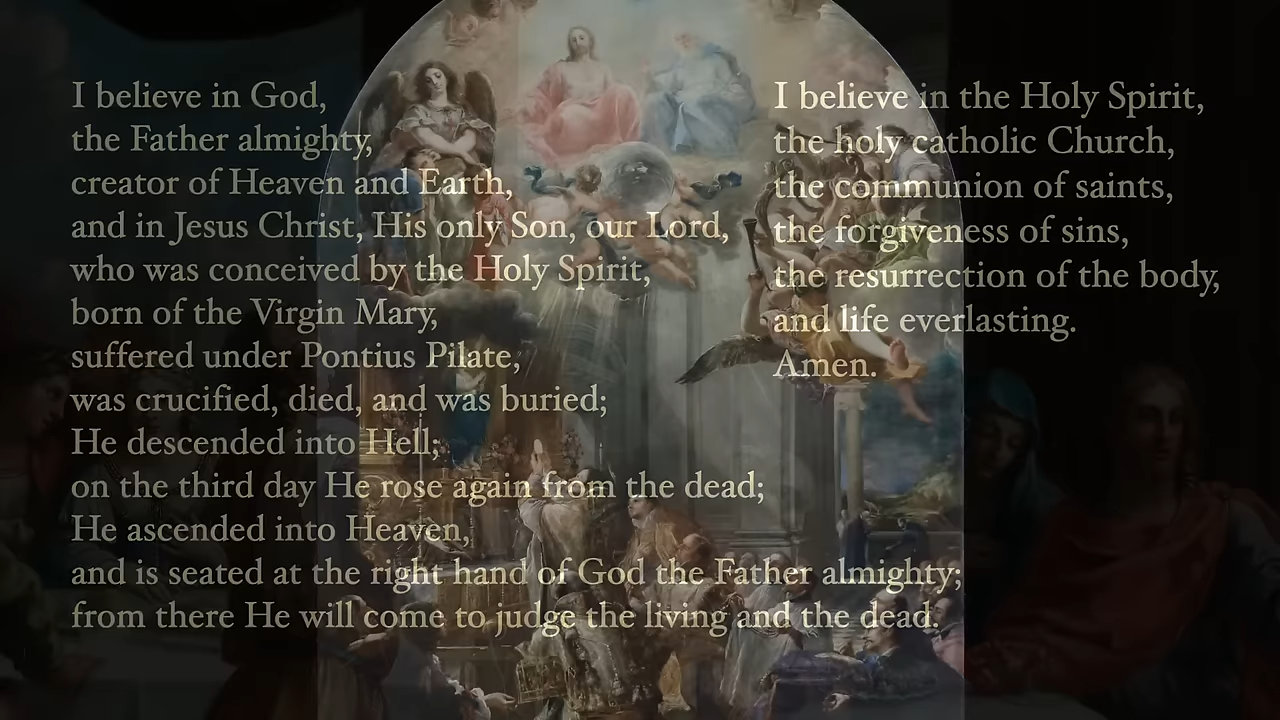 I believe in God,
the Father almighty,
creator of Heaven and Earth,
and in Jesus Christ, His only Son, our Lord,
who was conceived by the Holy Spirit,
born of the Virgin Mary,
suffered under Pontius Pilate,
was crucified, died, and was buried;
He descended into Hell;
on the third day He rose again from the dead;
He ascended into Heaven,
and is seated at the right hand of God the Father almighty;
from there He will come to judge the living and the dead.
I believe in the Holy Spirit,
the holy catholic Church,
the communion of saints,
the forgiveness of sins,
the resurrection of the body,
and life everlasting.
Amen.